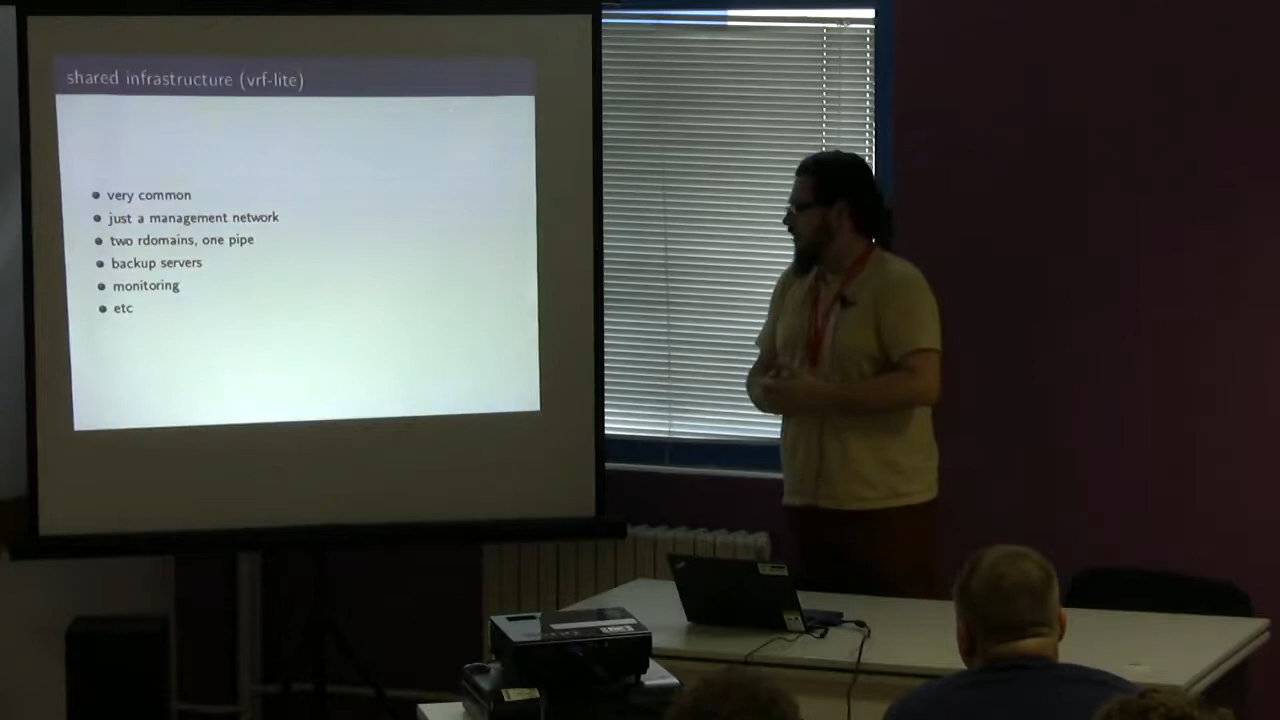 shared infrastructure (vrf-lite)
very common
just a management network
two rdomains, one pipe
backup servers
monitoring
etc